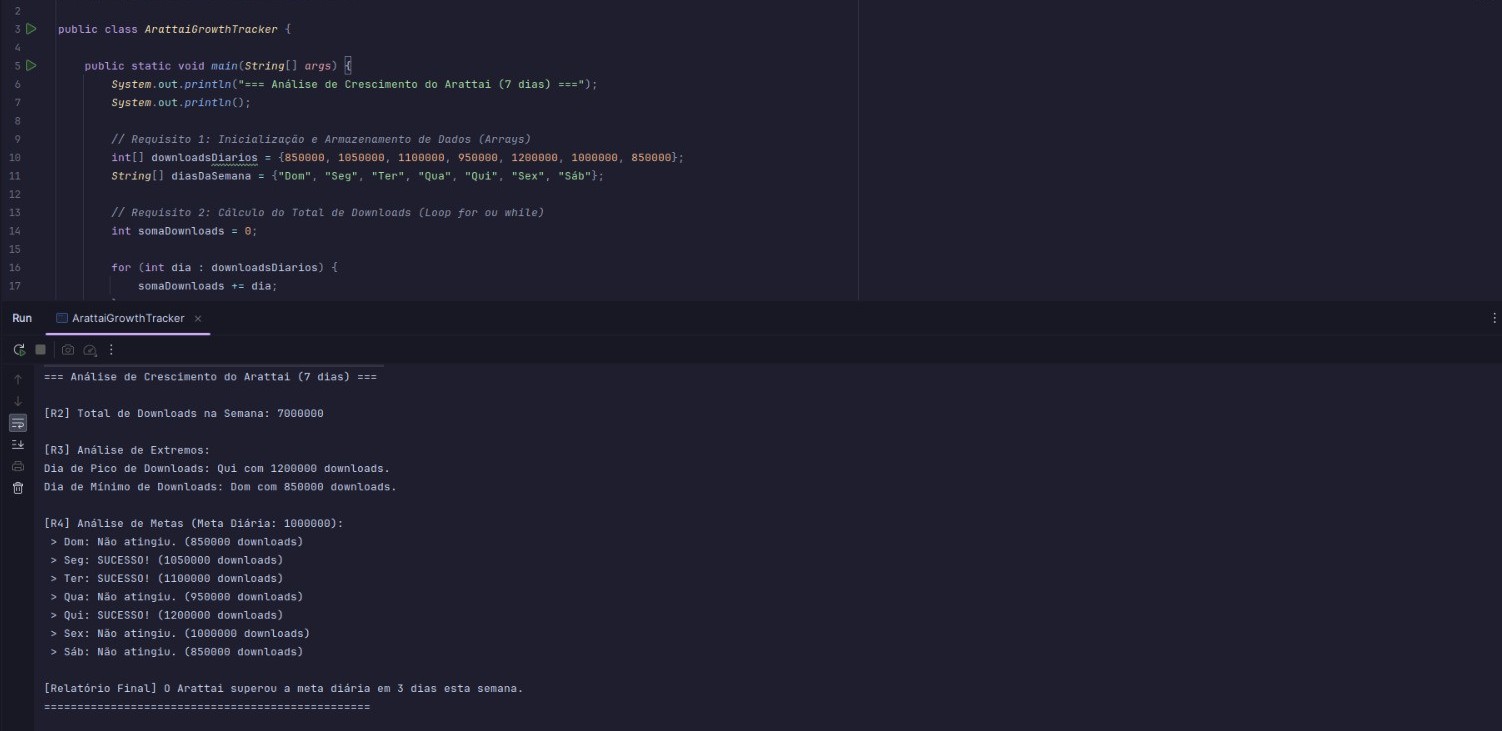 2
3 public class ArattaiGrowthTracker {
4
5 public static void main(String[] args) {
6 System.out.println("=== Análise de Crescimento do Arattai (7 dias) ===");
7 System.out.println();
8
9 // Requisito 1: Inicialização e Armazenamento de Dados (Arrays)
10 int[] downloadsDiarios = {850000, 1050000, 1100000, 950000, 1200000, 1000000, 850000};
11 String[] diasDaSemana = {"Dom", "Seg", "Ter", "Qua", "Qui", "Sex", "Sáb"};
12
13 // Requisito 2: Cálculo do Total de Downloads (Loop for ou while)
14 int somaDownloads = 0;
15
16 for (int dia : downloadsDiarios) {
17 somaDownloads += dia;
Run ArattaiGrowthTracker
=== Análise de Crescimento do Arattai (7 dias) ===
[R2] Total de Downloads na Semana: 7000000
[R3] Análise de Extremos:
Dia de Pico de Downloads: Qui com 1200000 downloads.
Dia de Mínimo de Downloads: Dom com 850000 downloads.
[R4] Análise de Metas (Meta Diária: 1000000):
> Dom: Não atingiu. (850000 downloads)
> Seg: SUCESSO! (1050000 downloads)
> Ter: SUCESSO! (1100000 downloads)
> Qua: Não atingiu. (950000 downloads)
> Qui: SUCESSO! (1200000 downloads)
> Sex: Não atingiu. (1000000 downloads)
> Sáb: Não atingiu. (850000 downloads)
[Relatório Final] O Arattai superou a meta diária em 3 dias esta semana.
=================================================